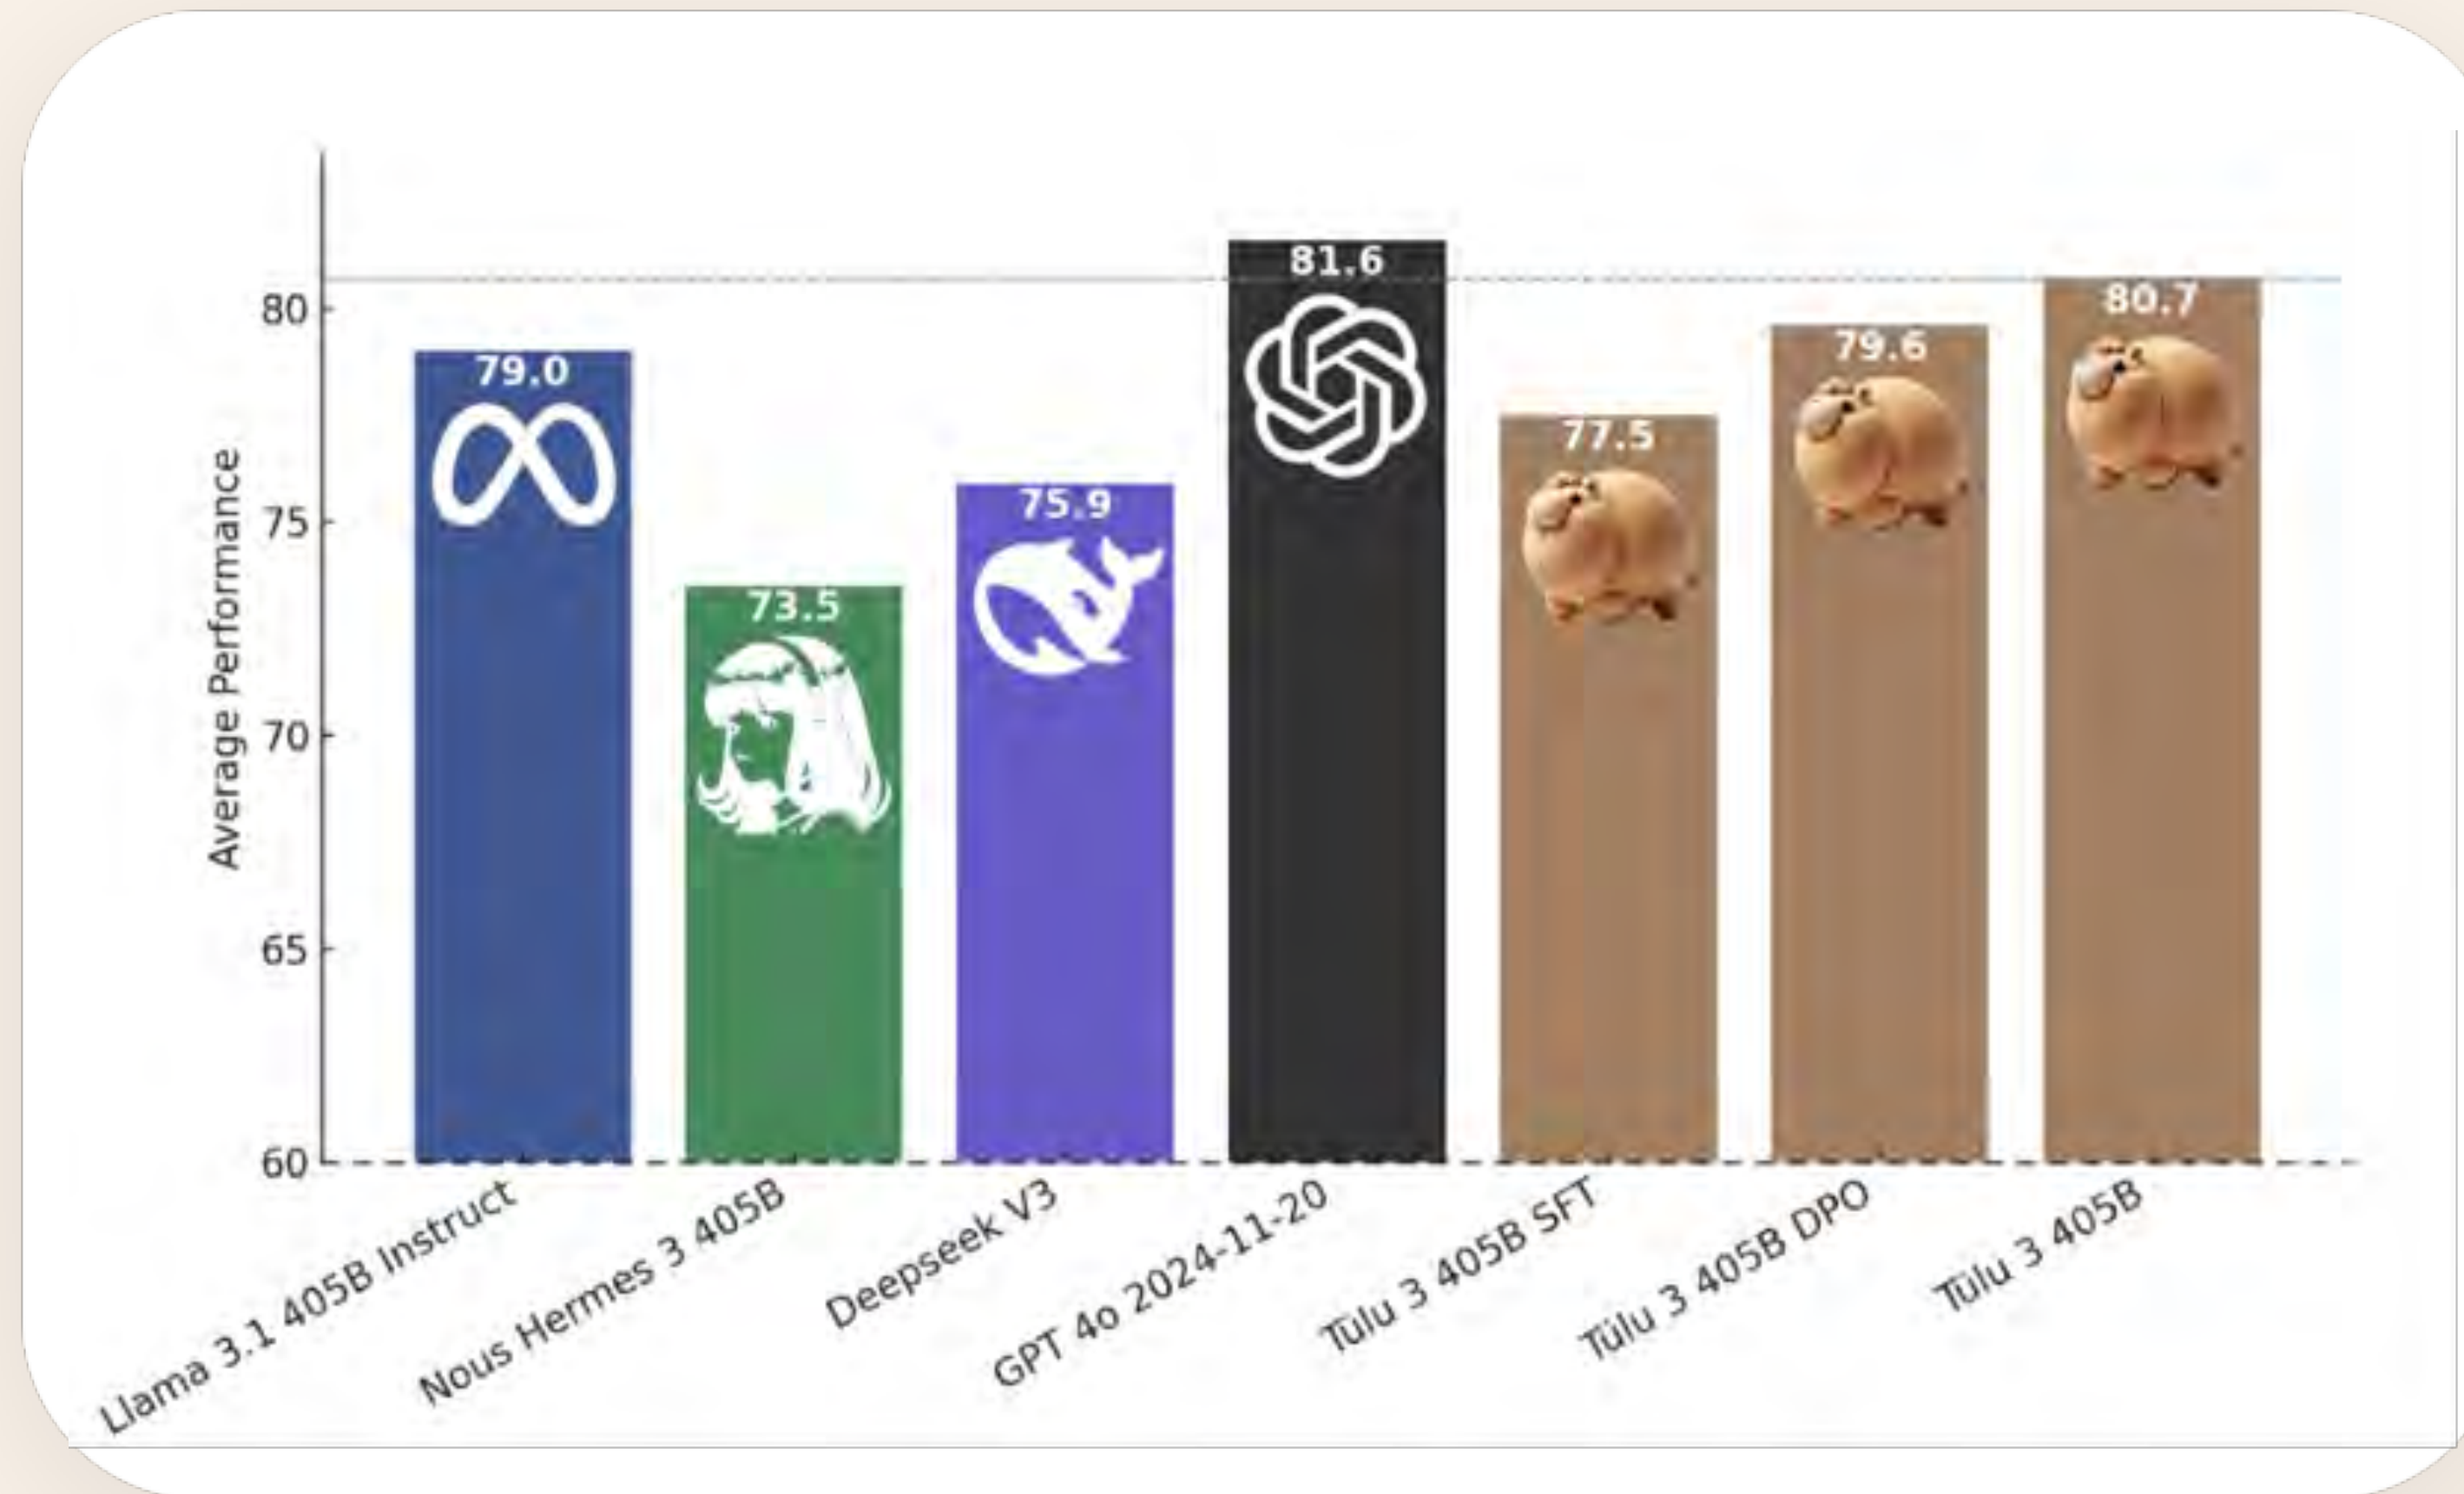 Average Performance
80
75
70
65
60
79.0
73.5
75.9
81.6
77.5
79.6
80.7
Llama 3.1 405B Instruct
Nous Hermes 3 405B
Deepseek V3
GPT 4o 2024-11-20
Tülu 3 405B SFT
Tülu 3 405B DPO
Tülu 3 405B